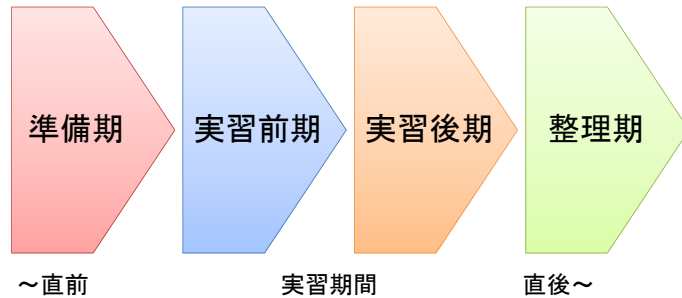 準備期
実習前期
実習後期
整理期
～直前
実習期間
直後～